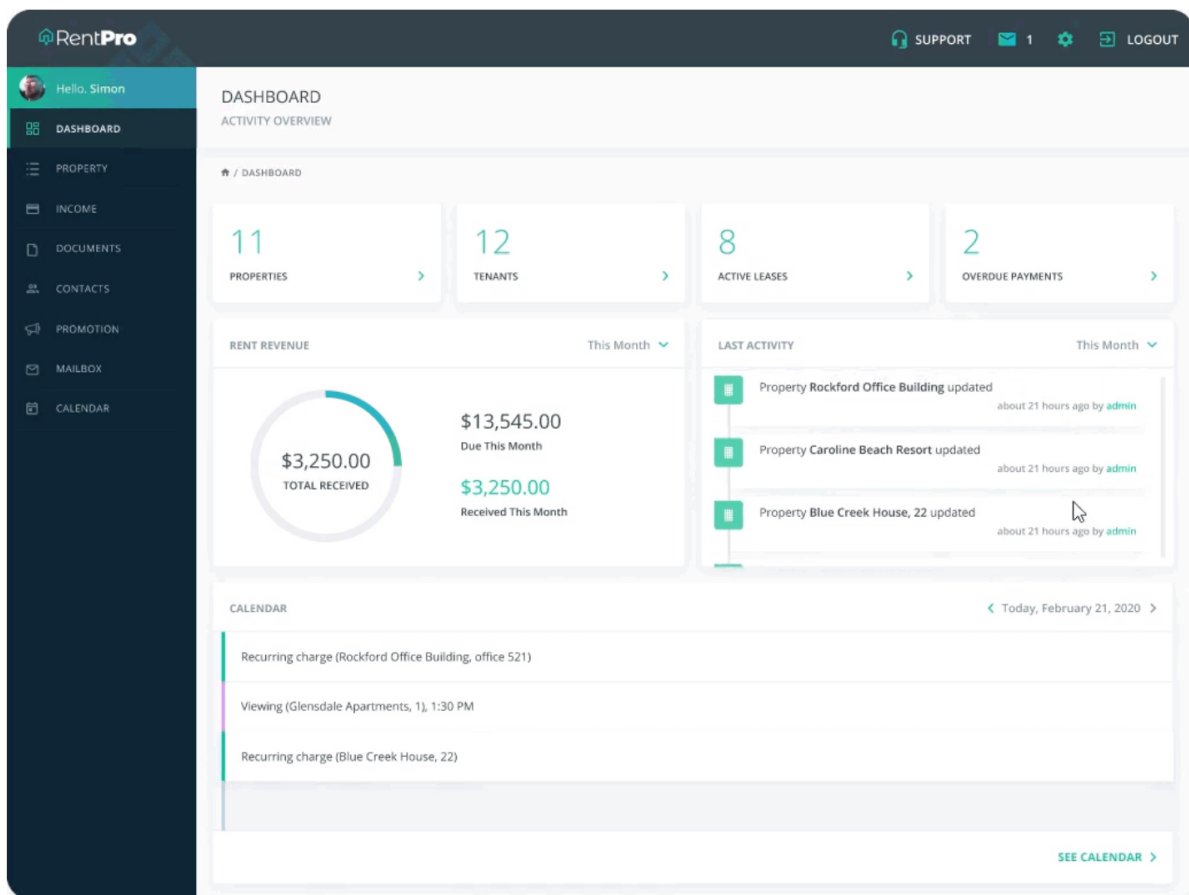 RentPro
SUPPORT
1
LOGOUT
Hello, Simon
DASHBOARD
PROPERTY
INCOME
DOCUMENTS
CONTACTS
PROMOTION
MAILBOX
CALENDAR
DASHBOARD
ACTIVITY OVERVIEW
/ DASHBOARD
11
PROPERTIES
12
TENANTS
8
ACTIVE LEASES
2
OVERDUE PAYMENTS
RENT REVENUE
This Month
$3,250.00
TOTAL RECEIVED
$13,545.00
Due This Month
$3,250.00
Received This Month
LAST ACTIVITY
This Month
Property Rockford Office Building updated
about 21 hours ago by admin
Property Caroline Beach Resort updated
about 21 hours ago by admin
Property Blue Creek House, 22 updated
about 21 hours ago by admin
CALENDAR
Today, February 21, 2020
Recurring charge (Rockford Office Building, office 521)
Viewing (Glensdale Apartments, 1), 1:30 PM
Recurring charge (Blue Creek House, 22)
SEE CALENDAR